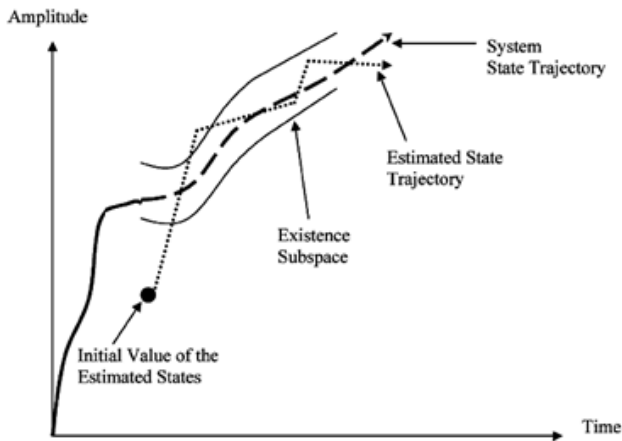 Amplitude
System
State Trajectory
Estimated State
Trajectory
Existence
Subspace
Initial Value of the
Estimated States
Time